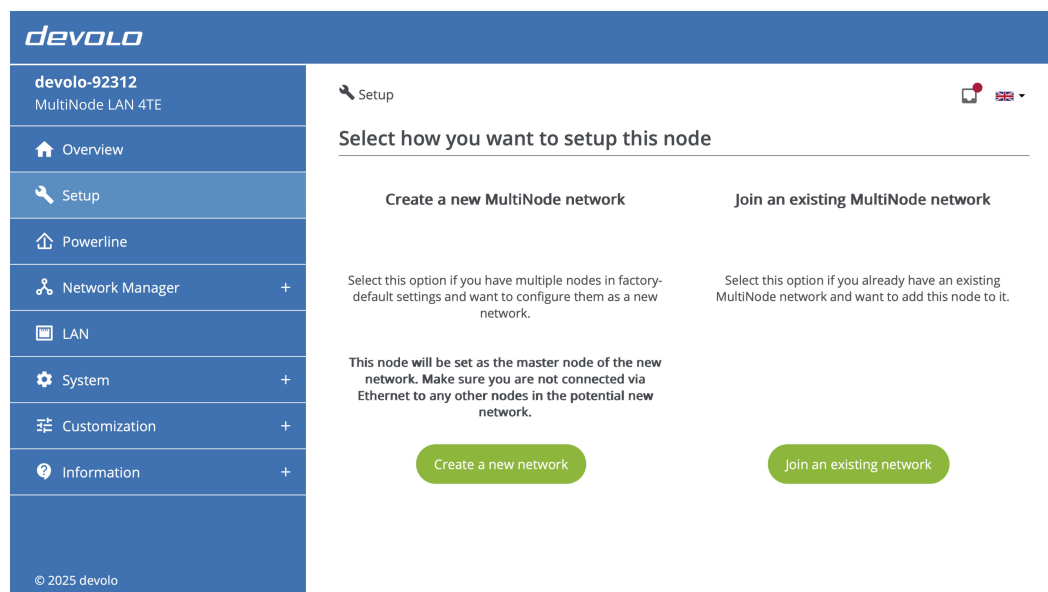 devolo
devolo-92312
MultiNode LAN 4TE
Overview
Setup
Powerline
Network Manager +
LAN
System +
Customization +
Information +
© 2025 devolo
Setup
Select how you want to setup this node
Create a new MultiNode network
Select this option if you have multiple nodes in factory-
default settings and want to configure them as a new
network.
This node will be set as the master node of the new
network. Make sure you are not connected via
Ethernet to any other nodes in the potential new
network.
Create a new network
Join an existing MultiNode network
Select this option if you already have an existing
MultiNode network and want to add this node to it.
Join an existing network